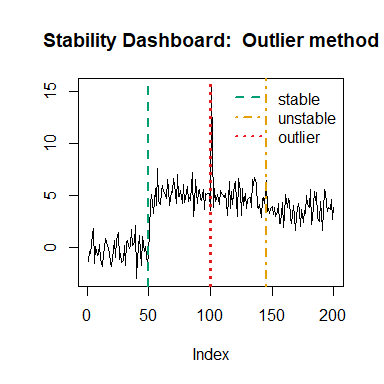 Stability Dashboard:  Outlier method
15
10
5
0
stable
unstable
outlier
0 50 100 150 200
Index